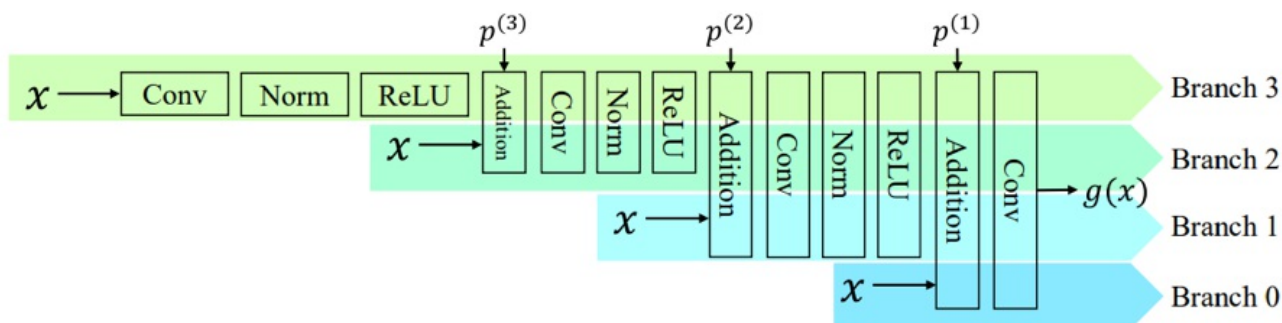 p^(3) p^(2) p^(1)
x Conv Norm ReLU Addition Conv Norm ReLU Addition Conv Norm ReLU Addition Conv Branch 3
x Branch 2
g(x)
x Branch 1
x Branch 0